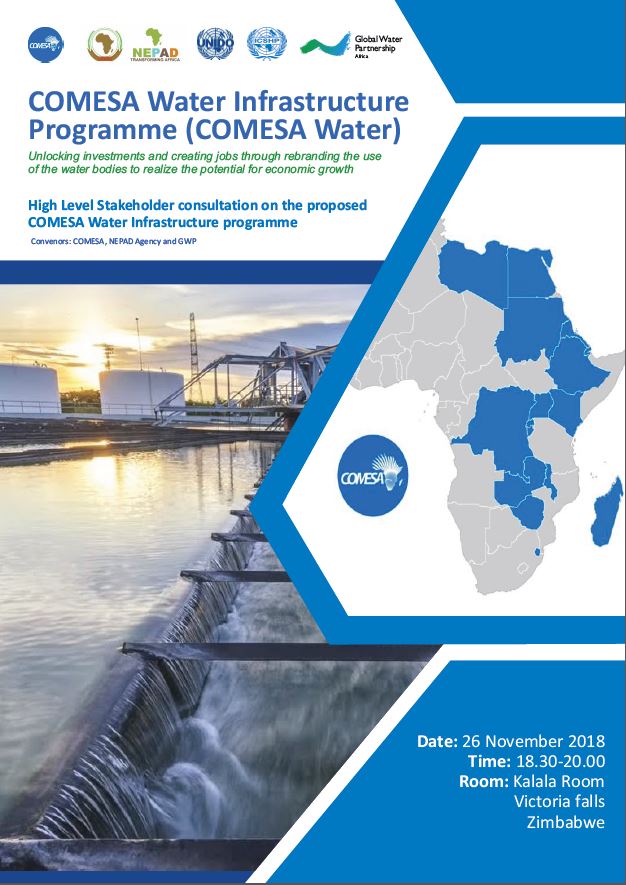 COMESA
NEPAD
TRANSFORMING AFRICA
UNIDO
ICSHP
Global Water
Partnership
Africa
COMESA Water Infrastructure
Programme (COMESA Water)
Unlocking investments and creating jobs through rebranding the use
of the water bodies to realize the potential for economic growth
High Level Stakeholder consultation on the proposed
COMESA Water Infrastructure programme
Convenors: COMESA, NEPAD Agency and GWP
COMESA
Date: 26 November 2018
Time: 18.30-20.00
Room: Kalala Room
Victoria falls
Zimbabwe